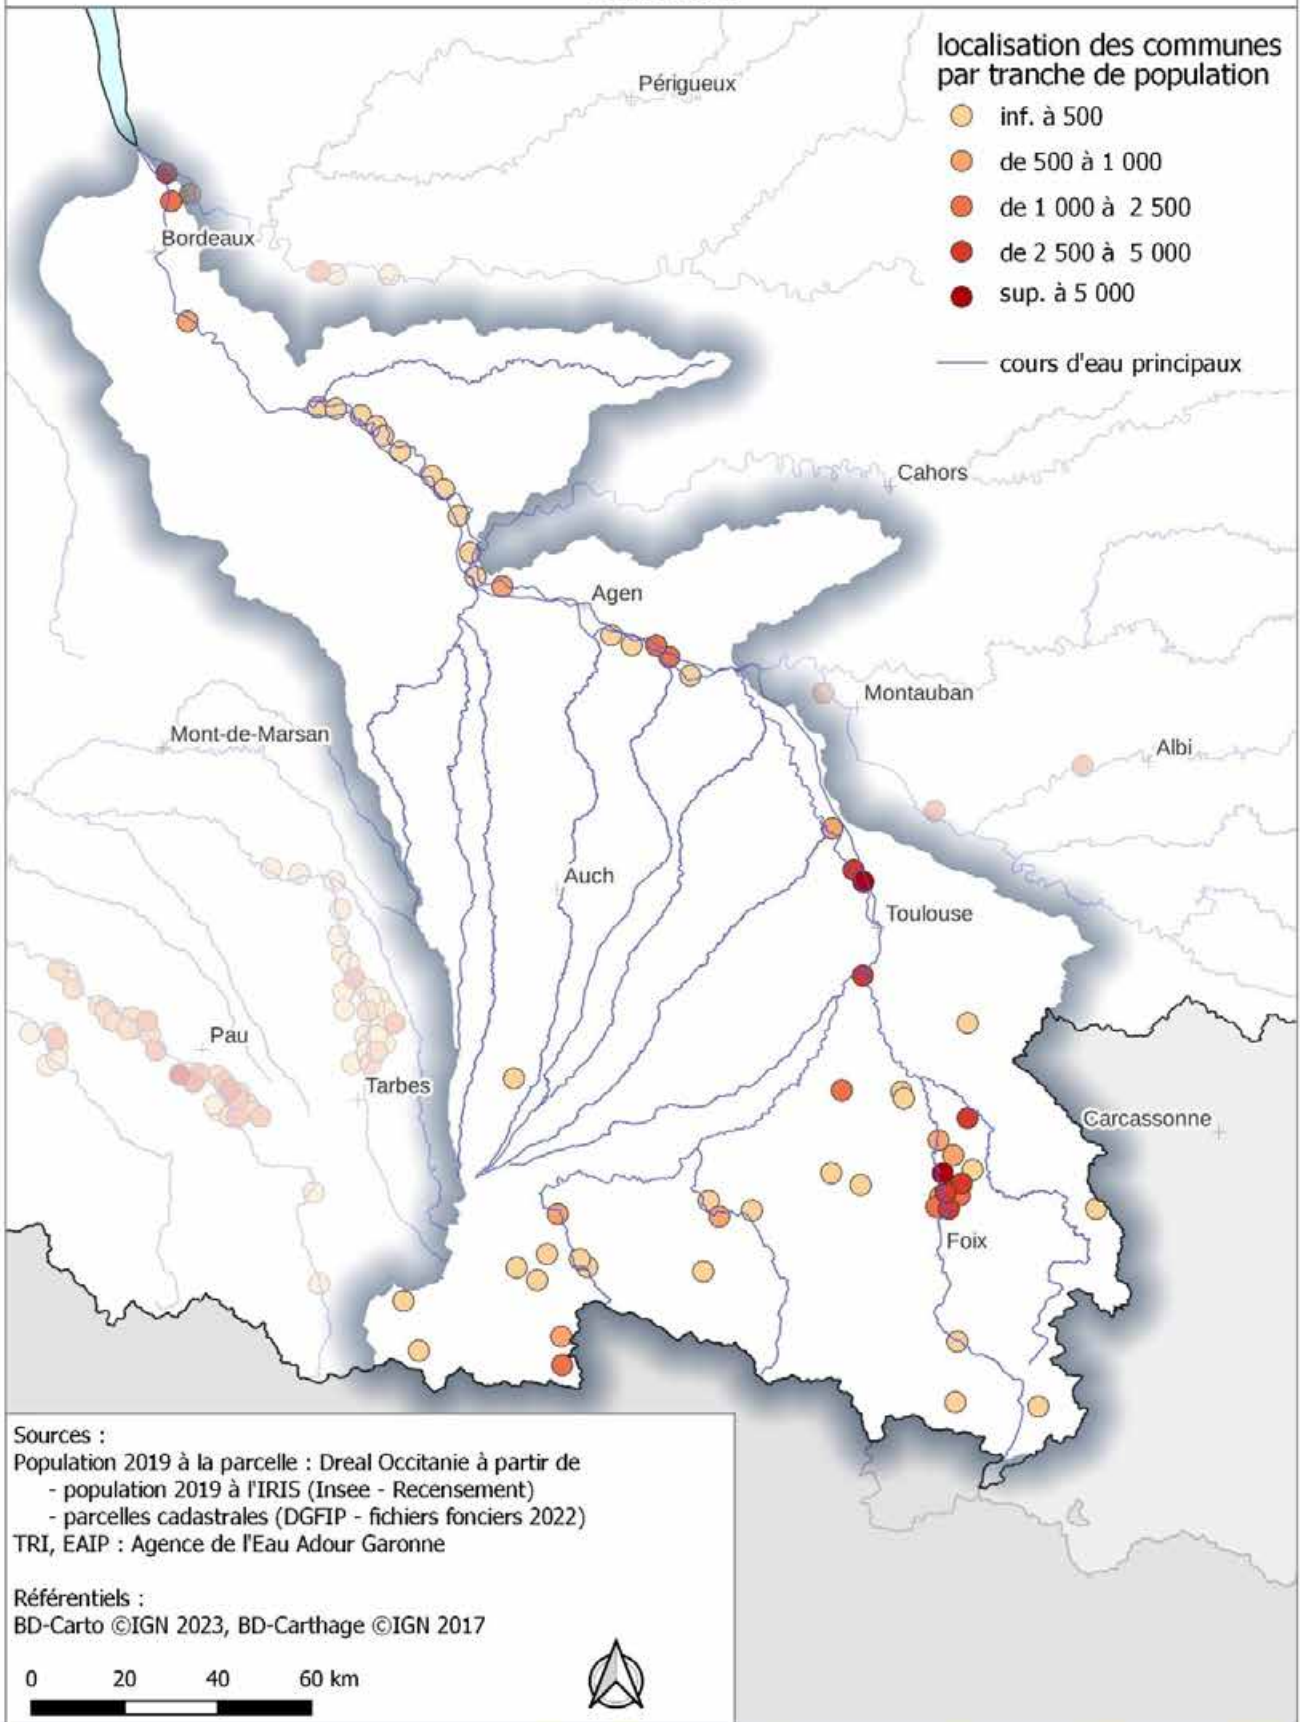 localisation des communes
par tranche de population
inf. à 500
de 500 à 1 000
de 1 000 à 2 500
de 2 500 à 5 000
sup. à 5 000
cours d'eau principaux
Périgueux
Bordeaux
Cahors
Agen
Montauban
Mont-de-Marsan
Albi
Auch
Toulouse
Pau
Tarbes
Carcassonne
Foix
Sources :
Population 2019 à la parcelle : Dreal Occitanie à partir de
- population 2019 à l'IRIS (Insee - Recensement)
- parcelles cadastrales (DGFIP - fichiers fonciers 2022)
TRI, EAIP : Agence de l'Eau Adour Garonne
Référentiels :
BD-Carto ©IGN 2023, BD-Carthage ©IGN 2017
0 20 40 60 km